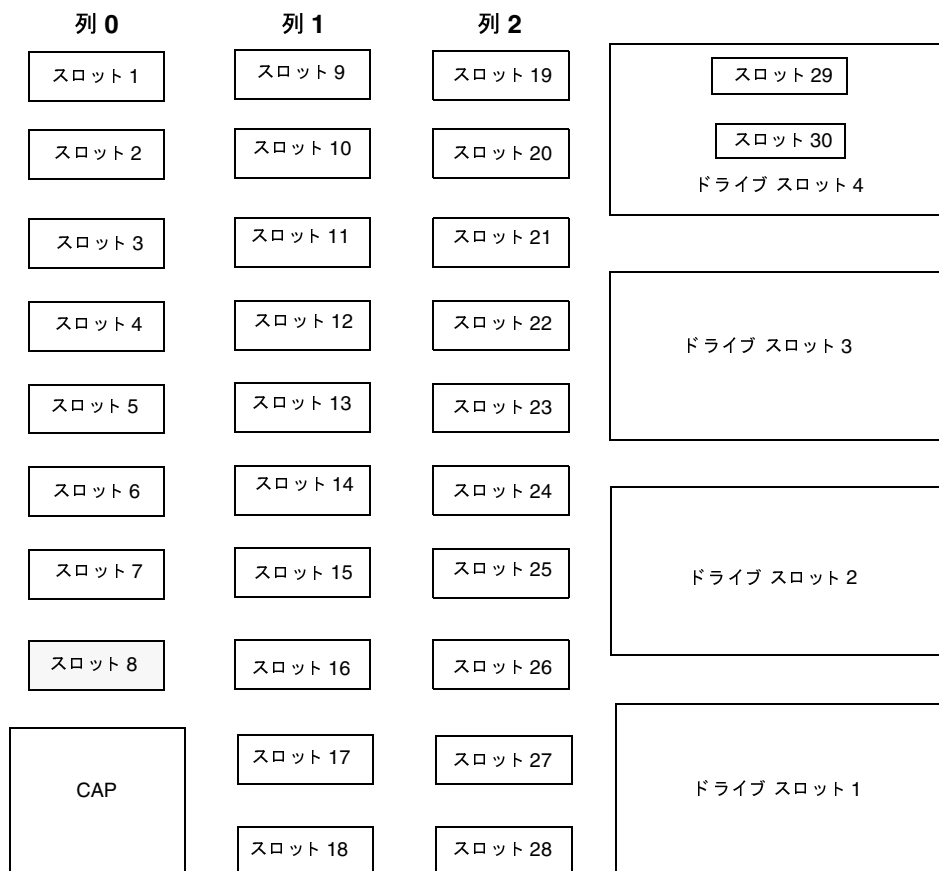 列 0
列 1
列 2
スロット 1
スロット 9
スロット 19
スロット 29
スロット 2
スロット 10
スロット 20
スロット 30
ドライブ スロット 4
スロット 3
スロット 11
スロット 21
スロット 4
スロット 12
スロット 22
ドライブ スロット 3
スロット 5
スロット 13
スロット 23
スロット 6
スロット 14
スロット 24
スロット 7
スロット 15
スロット 25
ドライブ スロット 2
スロット 8
スロット 16
スロット 26
スロット 17
スロット 27
CAP
ドライブ スロット 1
スロット 18
スロット 28